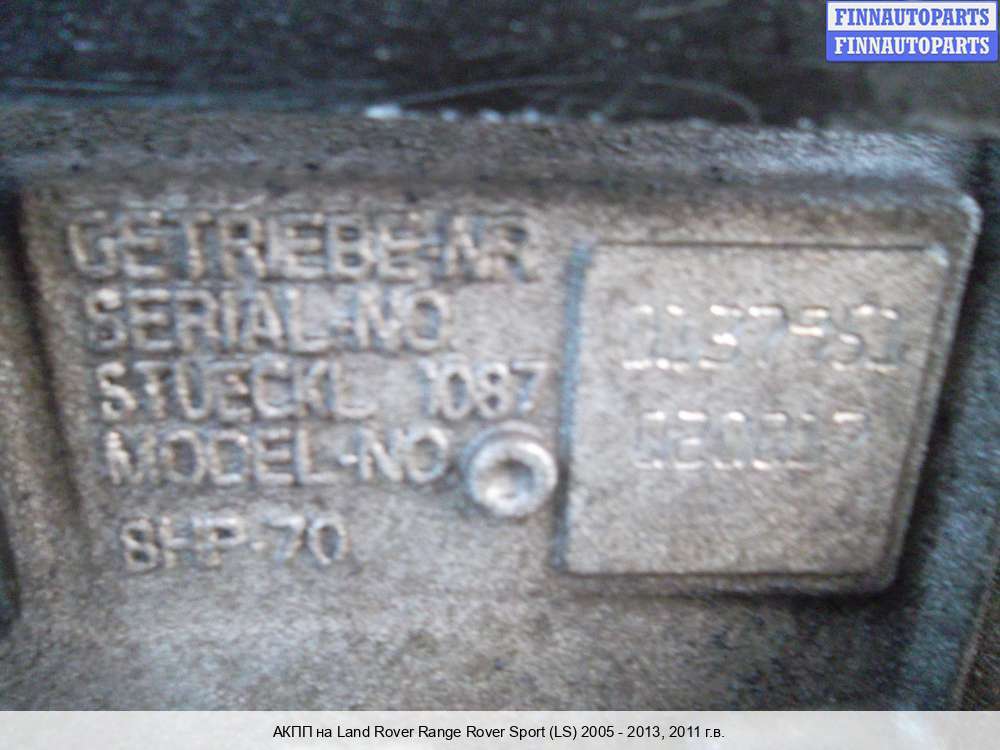 FINNAUTOPARTS
FINNAUTOPARTS
GETRIEBE-NR
SERIAL-NO
STUECKL 1087
MODEL-NO
8HP-70
АКПП на Land Rover Range Rover Sport (LS) 2005 - 2013, 2011 г.в.